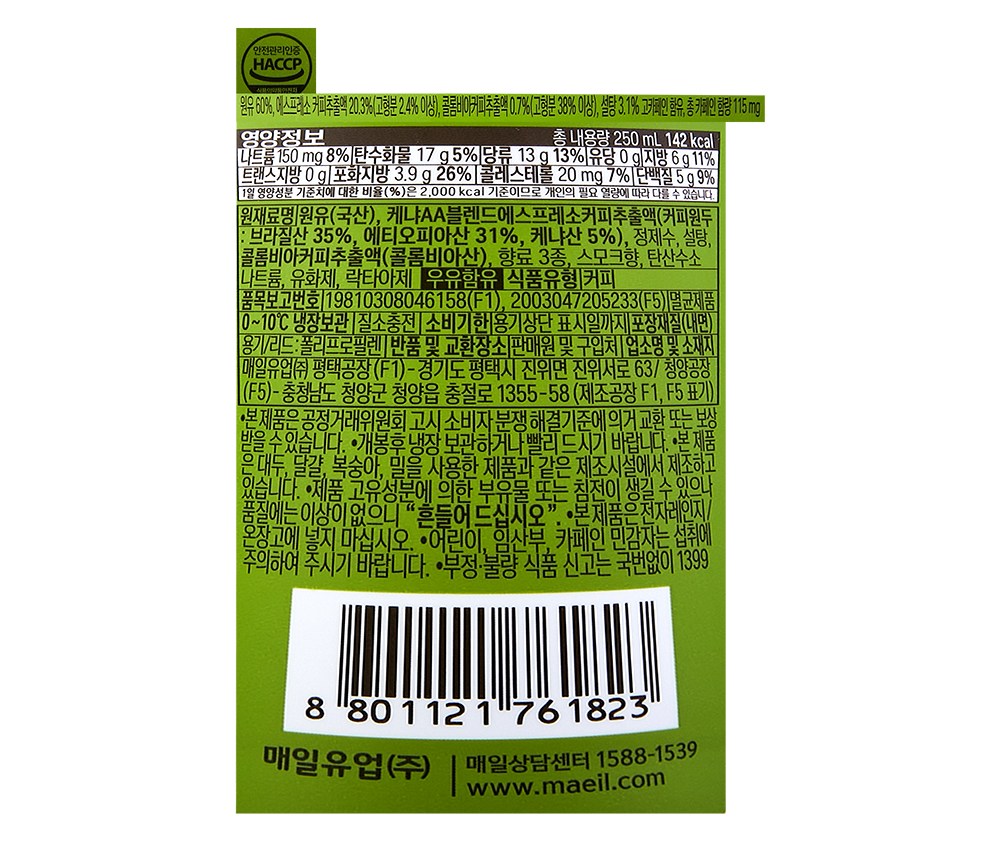 안전관리인증
HACCP
식품의약품안전처
원유 60%, 에스프레소 커피추출액 20.3%(고형분 2.4% 이상), 콜롬비아커피추출액 0.7%(고형분 38% 이상), 설탕 3.1% 고카페인 함유, 총 카페인 함량 115 mg
영양정보 총 내용량 250 mL 142 kcal
나트륨 150 mg 8%|탄수화물 17 g 5%|당류 13 g 13%|유당 0 g|지방 6 g 11%
트랜스지방 0 g|포화지방 3.9 g 26%|콜레스테롤 20 mg 7%|단백질 5 g 9%
1일 영양성분 기준치에 대한 비율(%)은 2,000 kcal 기준이므로 개인의 필요 열량에 따라 다를 수 있습니다.
원재료명|원유(국산), 케냐AA블렌드에스프레소커피추출액(커피원두
: 브라질산 35%, 에티오피아산 31%, 케냐산 5%), 정제수, 설탕,
콜롬비아커피추출액(콜롬비아산), 향료 3종, 스모크향, 탄산수소
나트륨, 유화제, 락타아제 우유함유 식품유형|커피
품목보고번호|19810308046158(F1), 2003047205233(F5)|멸균제품
0~10℃ 냉장보관|질소충전|소비기한|용기상단 표시일까지|포장재질(내면)
용기/리드:폴리프로필렌|반품 및 교환장소|판매원 및 구입처|업소명 및 소재지
매일유업㈜ 평택공장(F1)-경기도 평택시 진위면 진위서로 63/ 청양공장
(F5)-충청남도 청양군 청양읍 충절로 1355-58 (제조공장 F1, F5 표기)
•본 제품은 공정거래위원회 고시 소비자 분쟁 해결기준에 의거 교환 또는 보상
받을 수 있습니다. •개봉후 냉장 보관하거나 빨리 드시기 바랍니다. •본 제품
은 대두, 달걀, 복숭아, 밀을 사용한 제품과 같은 제조시설에서 제조하고
있습니다. •제품 고유성분에 의한 부유물 또는 침전이 생길 수 있으나
품질에는 이상이 없으니 “흔들어 드십시오”. •본 제품은 전자레인지/
온장고에 넣지 마십시오. •어린이, 임산부, 카페인 민감자는 섭취에
주의하여 주시기 바랍니다. •부정·불량 식품 신고는 국번없이 1399
8 801121 761823
매일유업(주) | 매일상담센터 1588-1539
www.maeil.com